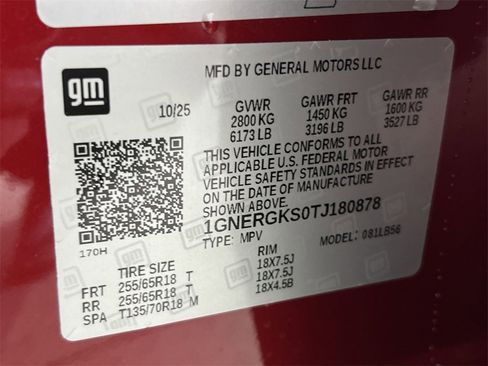 gm
MFD BY GENERAL MOTORS LLC
10/25
GVWR GAWR FRT GAWR RR
2800 KG 1450 KG 1600 KG
6173 LB 3196 LB 3527 LB
THIS VEHICLE CONFORMS TO ALL
APPLICABLE U.S. FEDERAL MOTOR
VEHICLE SAFETY STANDARDS IN EFFECT
ON THE DATE OF MANUFACTURE
SHOWN ABOVE.
1GNERGKS0TJ180878
TYPE: MPV MODEL: 081LB56
170H
TIRE SIZE RIM
FRT 255/65R18 T 18X7.5J
RR 255/65R18 T 18X7.5J
SPA T135/70R18 M 18X4.5B